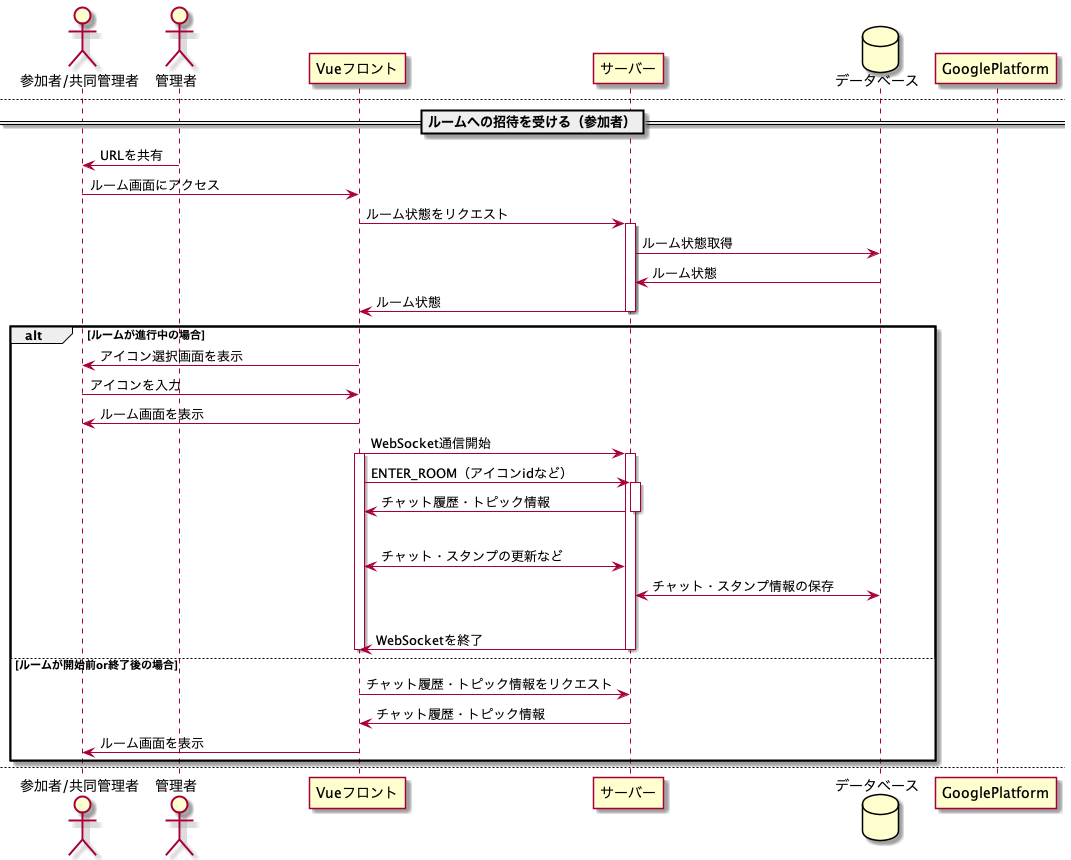 参加者/共同管理者
管理者
Vueフロント
サーバー
データベース
GooglePlatform
ルームへの招待を受ける（参加者）
URLを共有
ルーム画面にアクセス
ルーム状態をリクエスト
ルーム状態取得
ルーム状態
ルーム状態
alt
[ルームが進行中の場合]
アイコン選択画面を表示
アイコンを入力
ルーム画面を表示
WebSocket通信開始
ENTER_ROOM（アイコンidなど）
チャット履歴・トピック情報
チャット・スタンプの更新など
チャット・スタンプ情報の保存
WebSocketを終了
[ルームが開始前or終了後の場合]
チャット履歴・トピック情報をリクエスト
チャット履歴・トピック情報
ルーム画面を表示
参加者/共同管理者
管理者
Vueフロント
サーバー
データベース
GooglePlatform